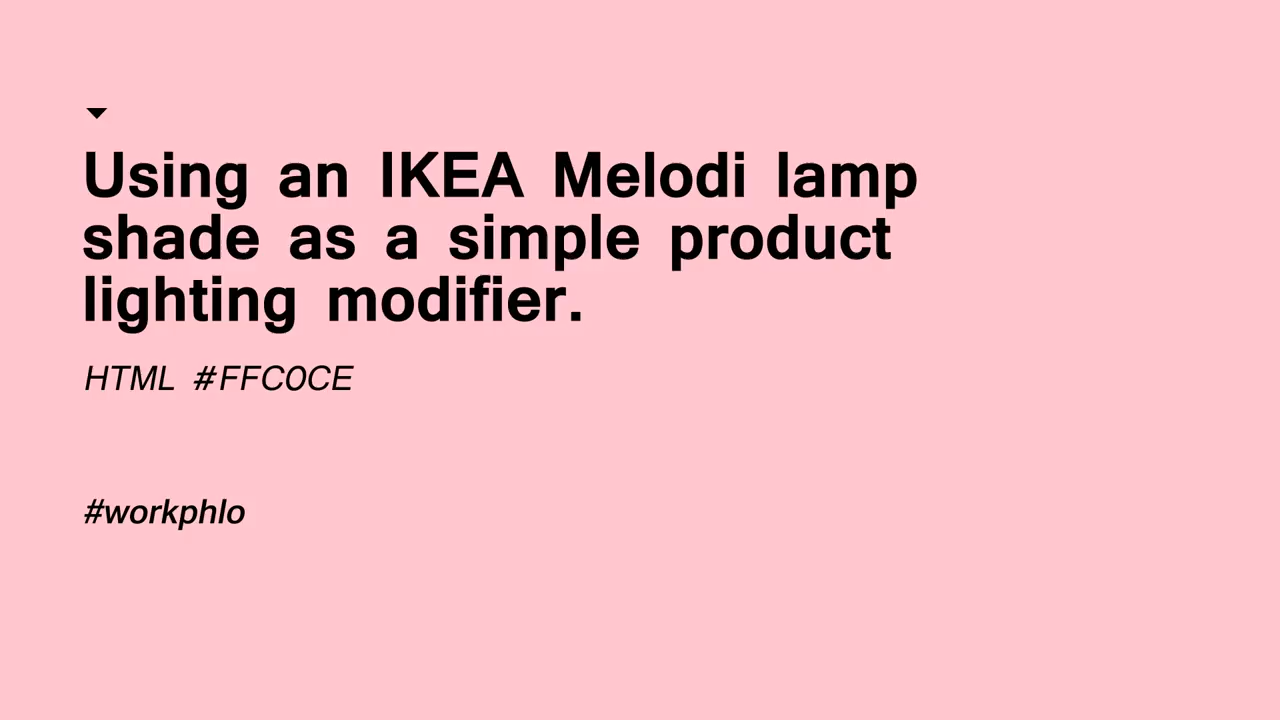 Using an IKEA Melodi lamp
shade as a simple product
lighting modifier.
HTML #FFC0CE
#workphlo